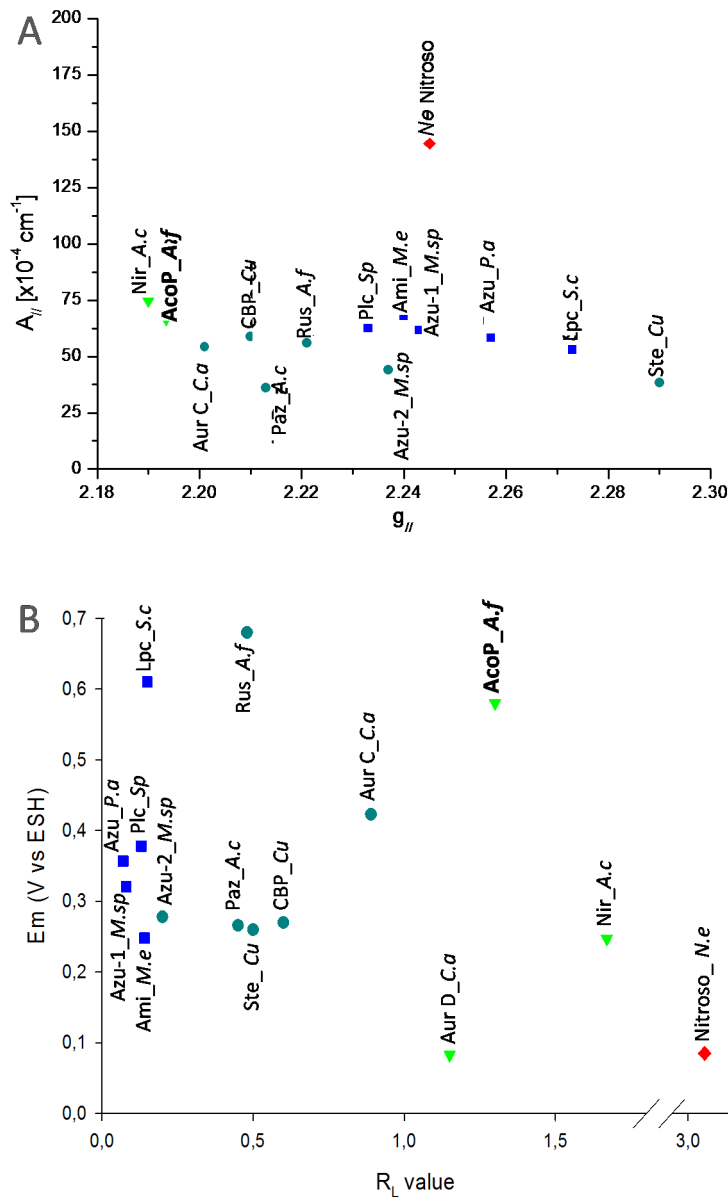 A
200
175
150
125
100
75
50
25
0
A// [x10-4 cm-1]
Nir_A.c
AcoP_A.f
Aur C_C.a
CBP_Cu
Paz_A.c
Rus_A.f
Plc_Sp
Azu-2_M.sp
Ami_M.e
Azu-1_M.sp
Nitroso
Azu_P.a
Lpc_S.c
Ste_Cu
2.18
2.20
2.22
2.24
2.26
2.28
2.30
g//
B
0,7
0,6
0,5
0,4
0,3
0,2
0,1
0,0
Em (V vs ESH)
Azu_P.a
Azu-1_M.sp
Plc_Sp
Ami_M.e
Lpc_S.c
Azu-2_M.sp
Paz_A.c
Rus_A.f
Ste_Cu
CBP_Cu
Aur C_C.a
Aur D_C.a
AcoP_A.f
Nir_A.c
Nitroso_N.e
0,0
0,5
1,0
1,5
3,0
RL value